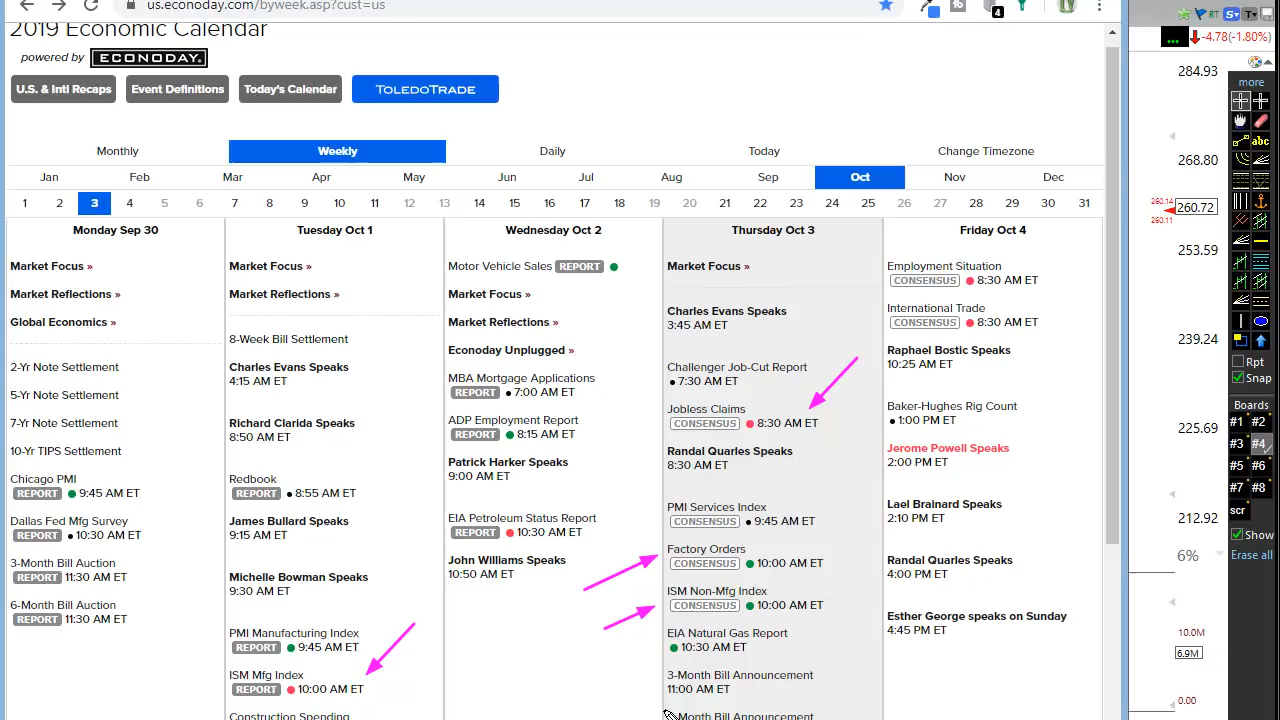 us.econoday.com/byweek.asp?cust=us
4
2019 Economic Calendar
powered by ECONODAY.
U.S. & Intl Recaps Event Definitions Today's Calendar TOLEDOTRADE
Monthly Weekly Daily Today Change Timezone
Jan Feb Mar Apr May Jun Jul Aug Sep Oct Nov Dec
1 2 3 4 5 6 7 8 9 10 11 12 13 14 15 16 17 18 19 20 21 22 23 24 25 26 27 28 29 30 31
Monday Sep 30
Market Focus »
Market Reflections »
Global Economics »
2-Yr Note Settlement
5-Yr Note Settlement
7-Yr Note Settlement
10-Yr TIPS Settlement
Chicago PMI
REPORT 9:45 AM ET
Dallas Fed Mfg Survey
REPORT 10:30 AM ET
3-Month Bill Auction
REPORT 11:30 AM ET
6-Month Bill Auction
REPORT 11:30 AM ET
Tuesday Oct 1
Market Focus »
Market Reflections »
8-Week Bill Settlement
Charles Evans Speaks
4:15 AM ET
Richard Clarida Speaks
8:50 AM ET
Redbook
REPORT 8:55 AM ET
James Bullard Speaks
9:15 AM ET
Michelle Bowman Speaks
9:30 AM ET
PMI Manufacturing Index
REPORT 9:45 AM ET
ISM Mfg Index
REPORT 10:00 AM ET
Construction Spending
Wednesday Oct 2
Motor Vehicle Sales REPORT
Market Focus »
Market Reflections »
Econoday Unplugged »
MBA Mortgage Applications
REPORT 7:00 AM ET
ADP Employment Report
REPORT 8:15 AM ET
Patrick Harker Speaks
9:00 AM ET
EIA Petroleum Status Report
REPORT 10:30 AM ET
John Williams Speaks
10:50 AM ET
Thursday Oct 3
Market Focus »
Charles Evans Speaks
3:45 AM ET
Challenger Job-Cut Report
7:30 AM ET
Jobless Claims
CONSENSUS 8:30 AM ET
Randal Quarles Speaks
8:30 AM ET
PMI Services Index
CONSENSUS 9:45 AM ET
Factory Orders
CONSENSUS 10:00 AM ET
ISM Non-Mfg Index
CONSENSUS 10:00 AM ET
EIA Natural Gas Report
10:30 AM ET
3-Month Bill Announcement
11:00 AM ET
Month Bill Announcement
Friday Oct 4
Employment Situation
CONSENSUS 8:30 AM ET
International Trade
CONSENSUS 8:30 AM ET
Raphael Bostic Speaks
10:25 AM ET
Baker-Hughes Rig Count
1:00 PM ET
Jerome Powell Speaks
2:00 PM ET
Lael Brainard Speaks
2:10 PM ET
Randal Quarles Speaks
4:00 PM ET
Esther George speaks on Sunday
4:45 PM ET
RT S T
... -4.78(-1.80%)
284.93
268.80
260.14
260.72
260.11
253.59
239.24
225.69
212.92
6%
10.0M
6.9M
0.00
more
abc
Rpt
Snap
Boards
#1 #2
#3 #4
#5 #6
#7 #8
scr
Show
Erase all